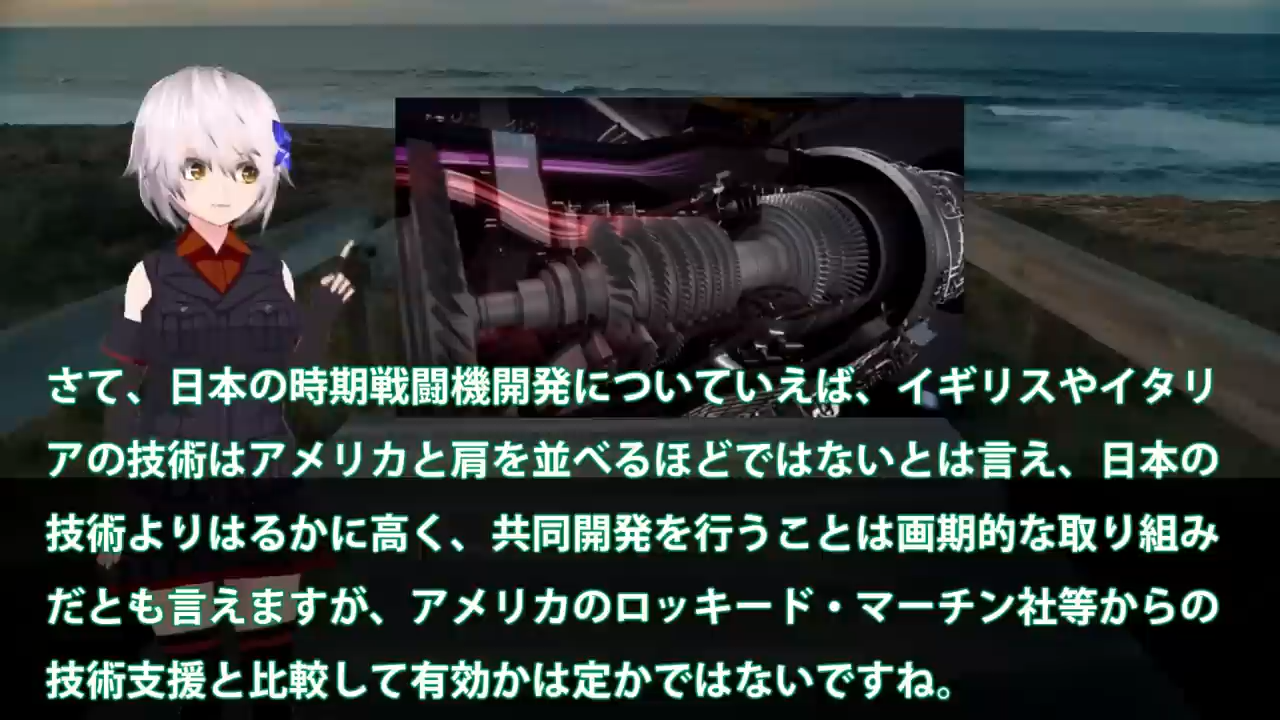 さて、日本の時期戦闘機開発についていえば、イギリスやイタリ
アの技術はアメリカと肩を並べるほどではないとは言え、日本の
技術よりはるかに高く、共同開発を行うことは画期的な取り組み
だとも言えますが、アメリカのロッキード・マーチン社等からの
技術支援と比較して有効かは定かではないですね。